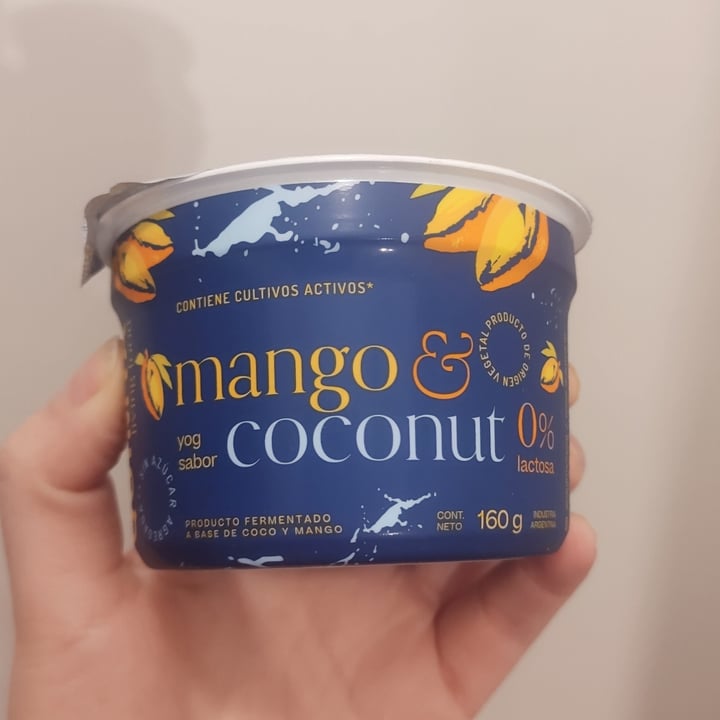 CONTIENE CULTIVOS ACTIVOS*
mango &
PRODUCTO DE ORIGEN VEGETAL
yog
sabor
coconut
0%
lactosa
AZÚCAR AGREGADA
PRODUCTO FERMENTADO
A BASE DE COCO Y MANGO
CONT.
NETO
160 g
INDUSTRIA
ARGENTINA